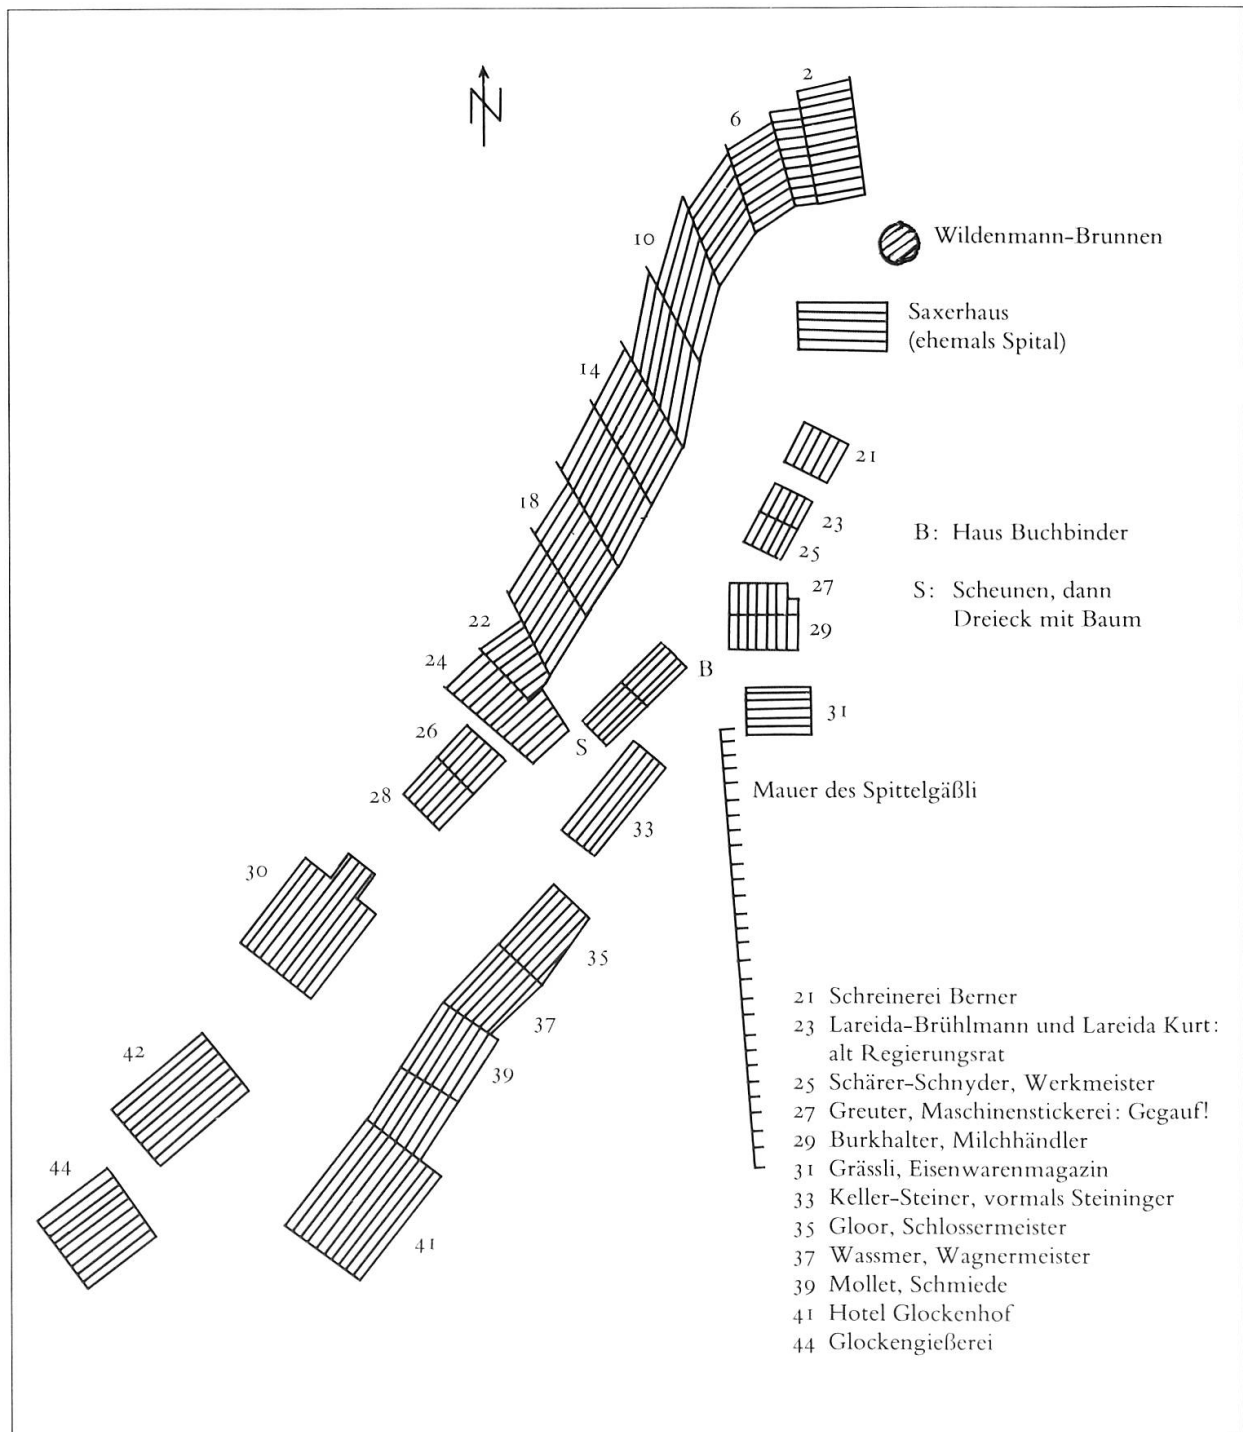 N
2
6
Wildenmann-Brunnen
10
Saxerhaus
(ehemals Spital)
14
21
18
23
B: Haus Buchbinder
25
27
S: Scheunen, dann
Dreieck mit Baum
22
29
24
B
31
26
S
Mauer des Spittelgäßli
28
33
30
35
21 Schreinerei Berner
37
23 Lareida-Brühlmann und Lareida Kurt:
alt Regierungsrat
42
39
25 Schärer-Schnyder, Werkmeister
27 Greuter, Maschinenstickerei: Gegauf!
29 Burkhalter, Milchhändler
44
31 Grässli, Eisenwarenmagazin
33 Keller-Steiner, vormals Steininger
35 Gloor, Schlossermeister
41
37 Wassmer, Wagnermeister
39 Mollet, Schmiede
41 Hotel Glockenhof
44 Glockengießerei